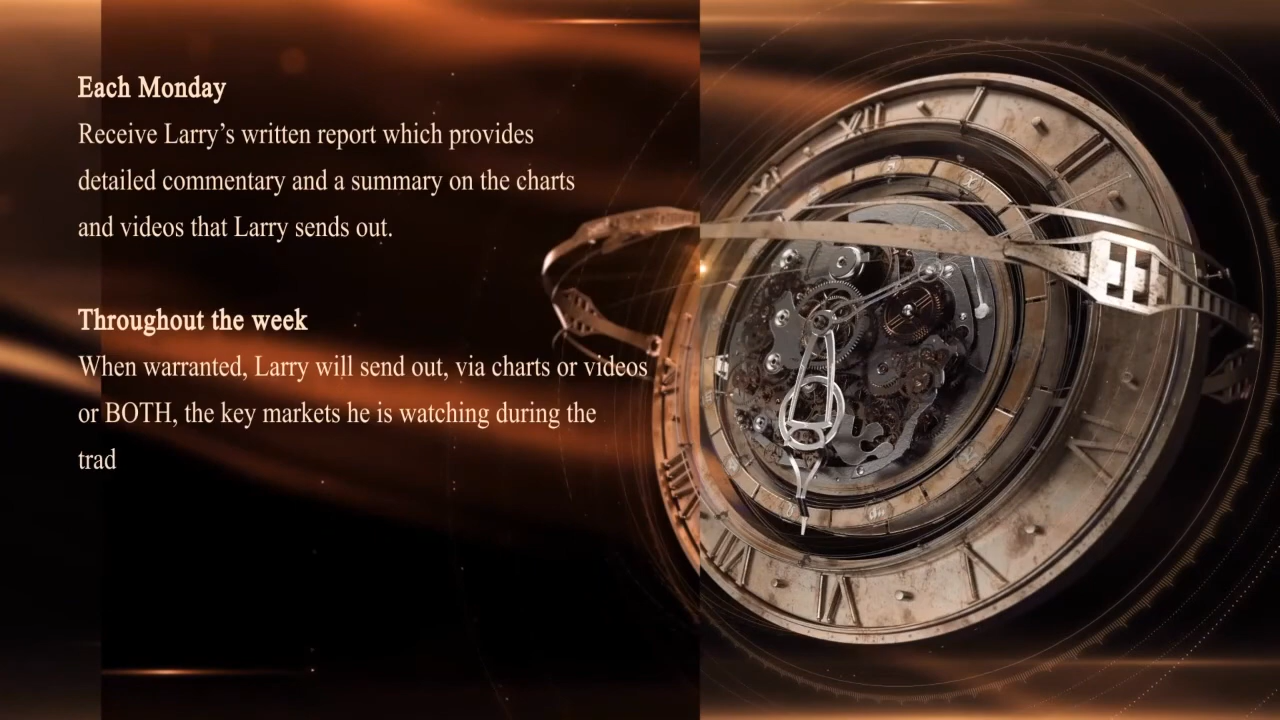 Each Monday
Receive Larry’s written report which provides
detailed commentary and a summary on the charts
and videos that Larry sends out.
Throughout the week
When warranted, Larry will send out, via charts or videos
or BOTH, the key markets he is watching during the
trad
XII
XI